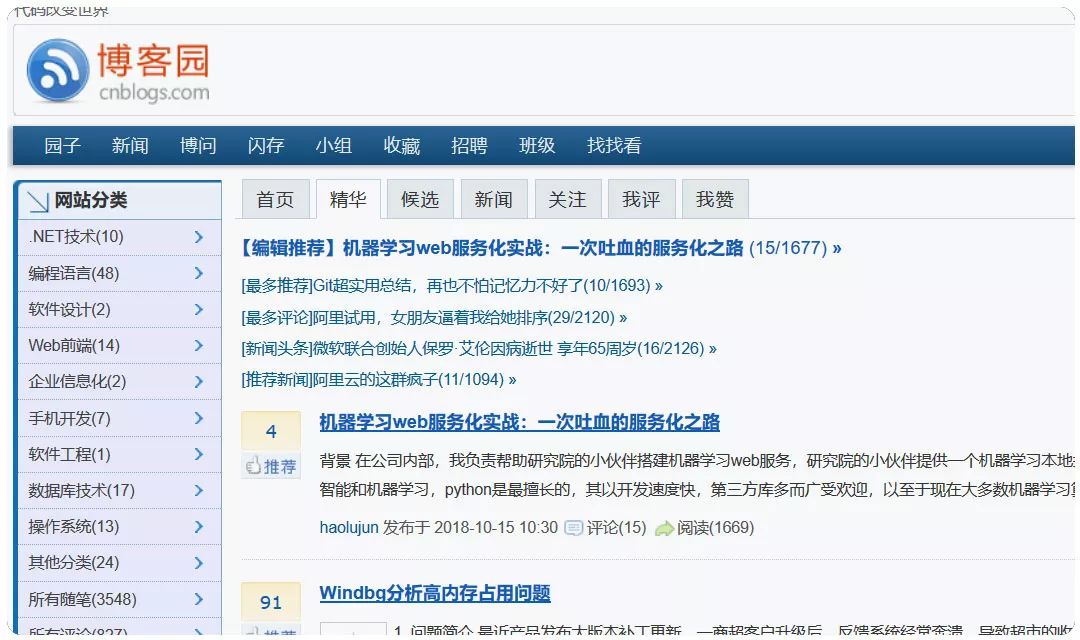 代码改变世界
博客园
cnblogs.com
园子 新闻 博问 闪存 小组 收藏 招聘 班级 找找看
网站分类
.NET技术(10)
编程语言(48)
软件设计(2)
Web前端(14)
企业信息化(2)
手机开发(7)
软件工程(1)
数据库技术(17)
操作系统(13)
其他分类(24)
所有随笔(3548)
所有评论(827)
首页 精华 候选 新闻 关注 我评 我赞
【编辑推荐】机器学习web服务化实战：一次吐血的服务化之路 (15/1677) »
[最多推荐]Git超实用总结，再也不怕记忆力不好了(10/1693) »
[最多评论]阿里试用，女朋友逼着我给她排序(29/2120) »
[新闻头条]微软联合创始人保罗·艾伦因病逝世 享年65周岁(16/2126) »
[推荐新闻]阿里云的这群疯子(11/1094) »
4
推荐
机器学习web服务化实战：一次吐血的服务化之路
背景 在公司内部，我负责帮助研究院的小伙伴搭建机器学习web服务，研究院的小伙伴提供一个机器学习本地
智能和机器学习，python是最擅长的，其以开发速度快，第三方库多而广受欢迎，以至于现在大多数机器学习
haolujun 发布于 2018-10-15 10:30 评论(15) 阅读(1669)
91
推荐
Windbg分析高内存占用问题
1. 问题简介 最近产品发布大版本补丁更新，一商超客户升级后，反馈系统经常奔溃，导致超市的收